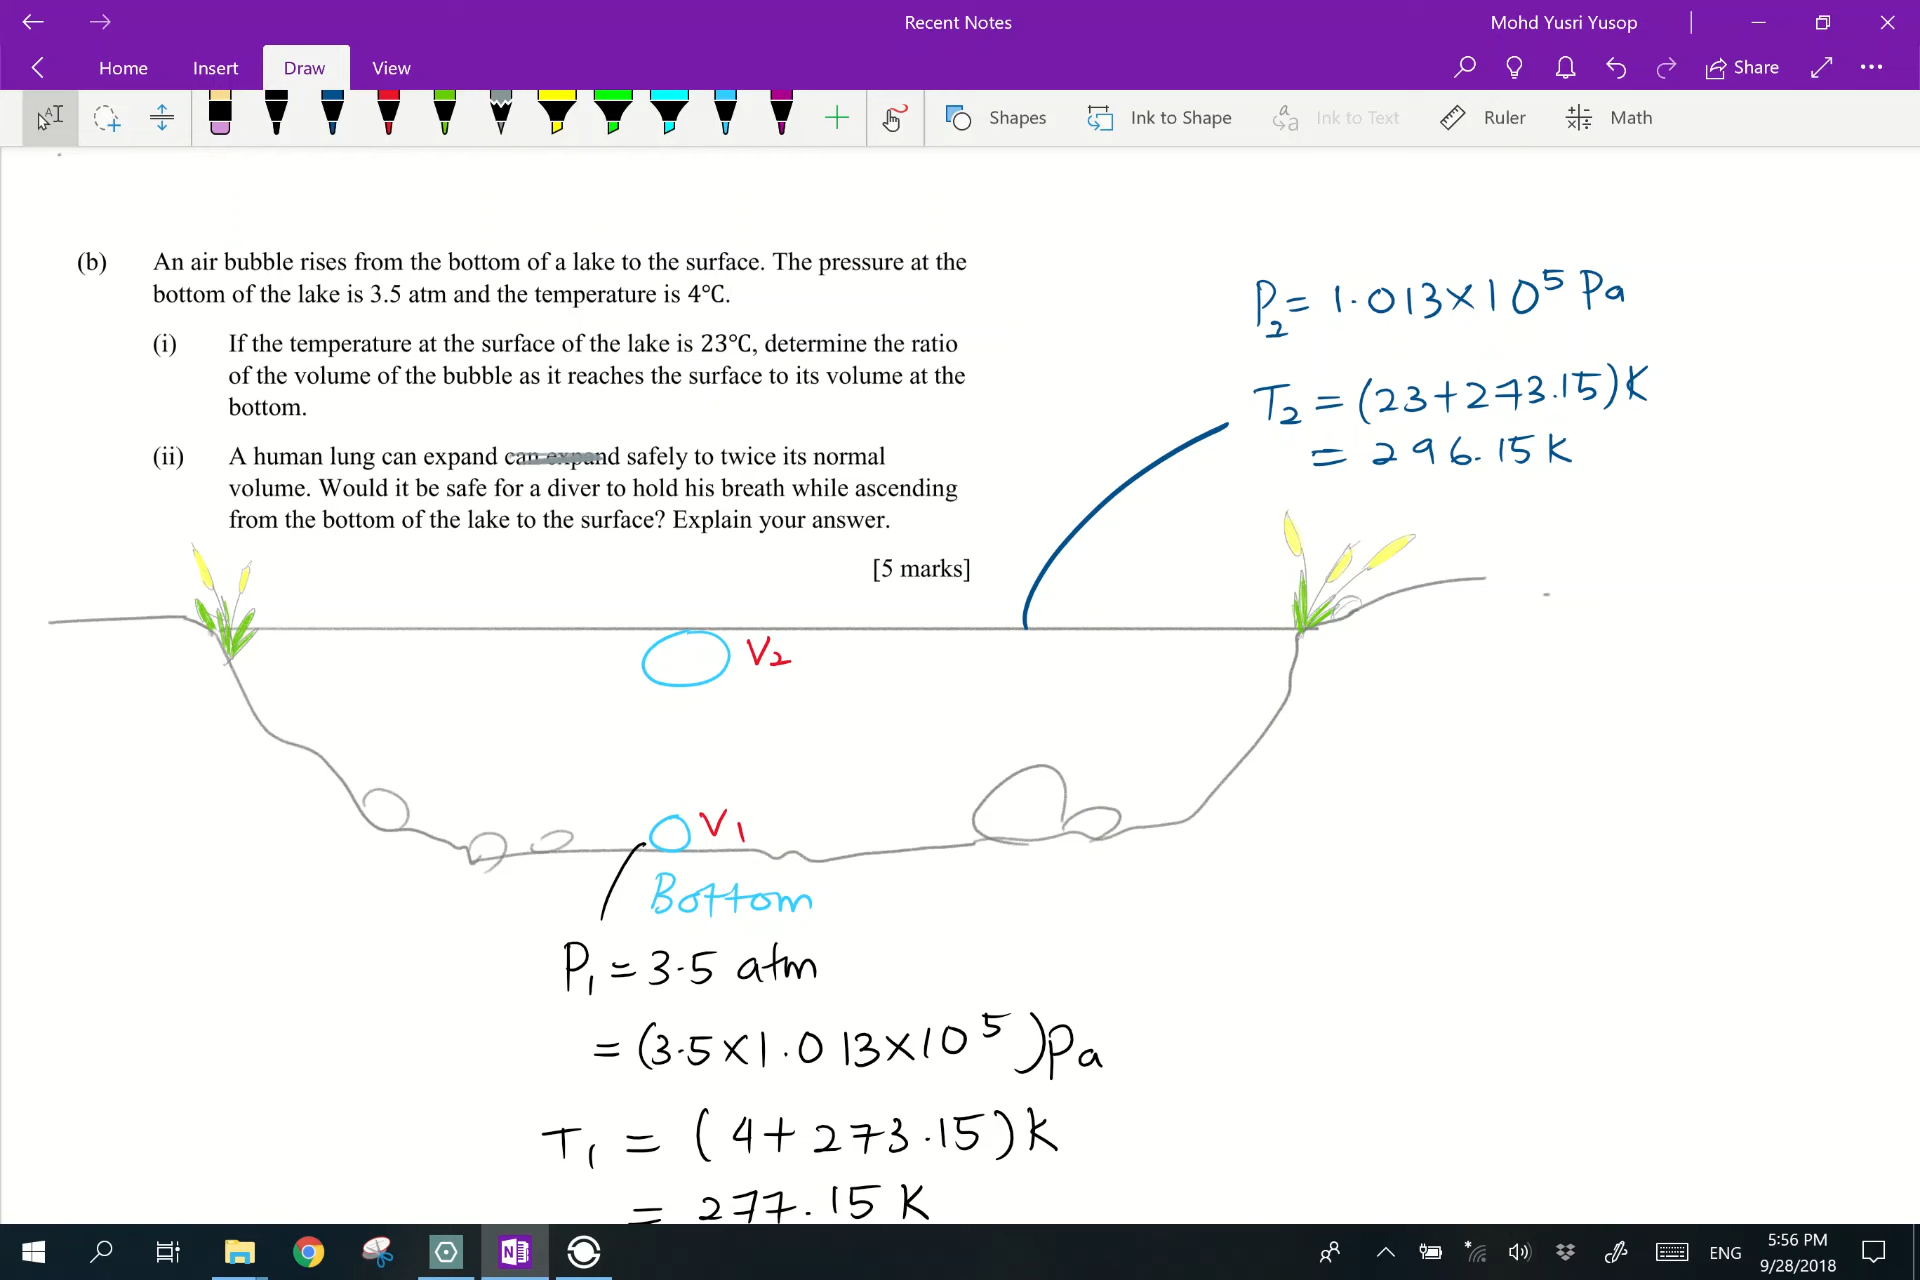 Recent Notes
Mohd Yusri Yusop
Home Insert Draw View Share
Shapes Ink to Shape Ink to Text Ruler Math
(b) An air bubble rises from the bottom of a lake to the surface. The pressure at the
bottom of the lake is 3.5 atm and the temperature is 4°C.
(i) If the temperature at the surface of the lake is 23°C, determine the ratio
of the volume of the bubble as it reaches the surface to its volume at the
bottom.
(ii) A human lung can expand can expand safely to twice its normal
volume. Would it be safe for a diver to hold his breath while ascending
from the bottom of the lake to the surface? Explain your answer.
[5 marks]
P₂ = 1.013×10⁵ Pa
T₂ = (23+273.15)K
= 296.15 K
V₂
V₁
Bottom
P₁ = 3.5 atm
= (3.5×1.013×10⁵)Pa
T₁ = (4+273.15)K
= 277.15 K
ENG
5:56 PM
9/28/2018